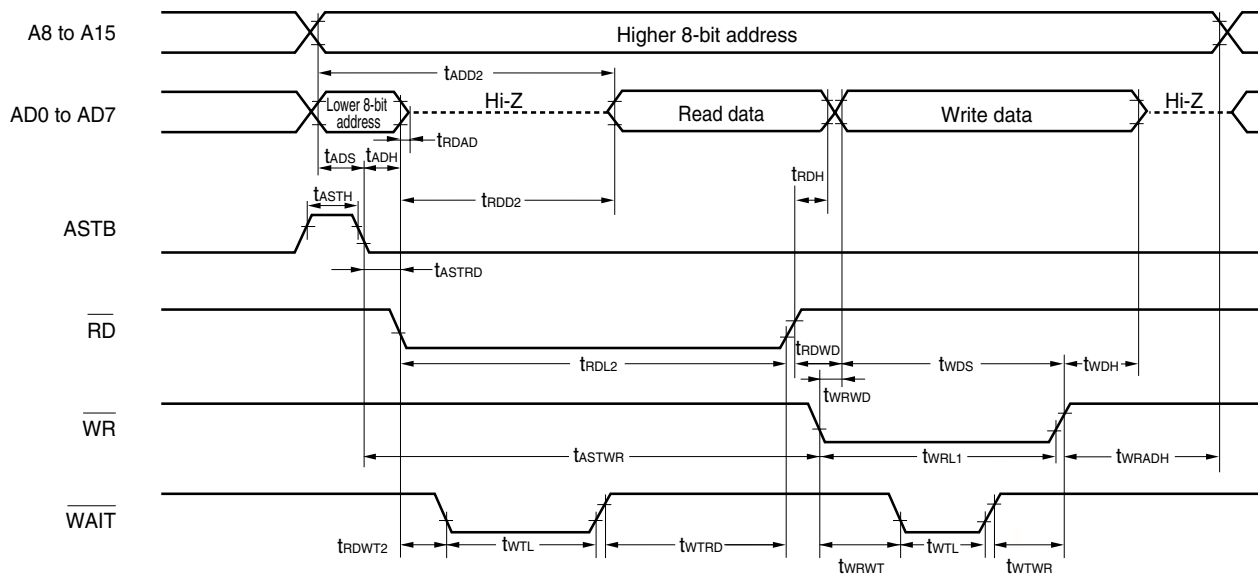 A8 to A15
Higher 8-bit address
tADD2
AD0 to AD7
Lower 8-bit
address
Hi-Z
Read data
Write data
Hi-Z
tRDAD
tADS
tADH
tRDH
tASTH
tRDD2
ASTB
tASTRD
RD
tRDL2
tRDWD
tWDS
tWDH
tWRWD
WR
tASTWR
tWRL1
tWRADH
WAIT
tRDWT2
tWTL
tWTRD
tWRWT
tWTL
tWTWR